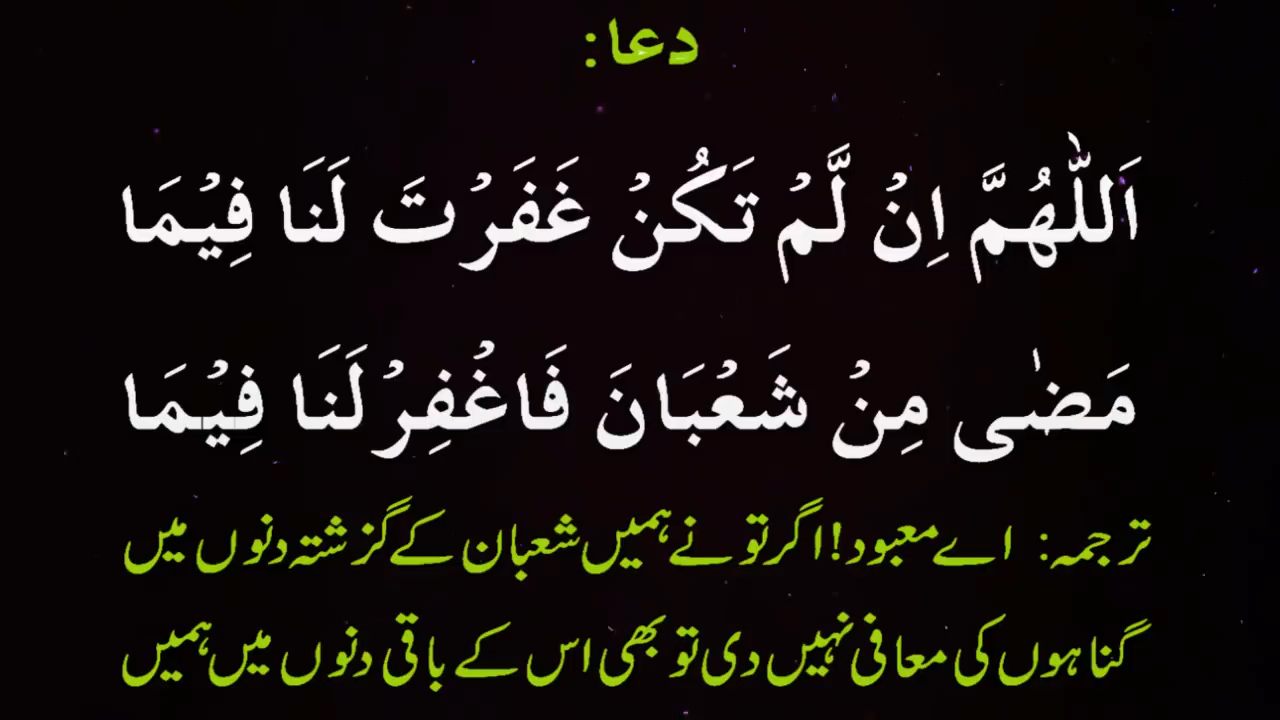 دعا:
اَللّٰهُمَّ اِنْ لَّمْ تَكُنْ غَفَرْتَ لَنَا فِيْمَا
مَضٰى مِنْ شَعْبَانَ فَاغْفِرْ لَنَا فِيْمَا
ترجمہ: اے معبود! اگر تو نے ہمیں شعبان کے گزشتہ دنوں میں
گناہوں کی معافی نہیں دی تو بھی اس کے باقی دنوں میں ہمیں